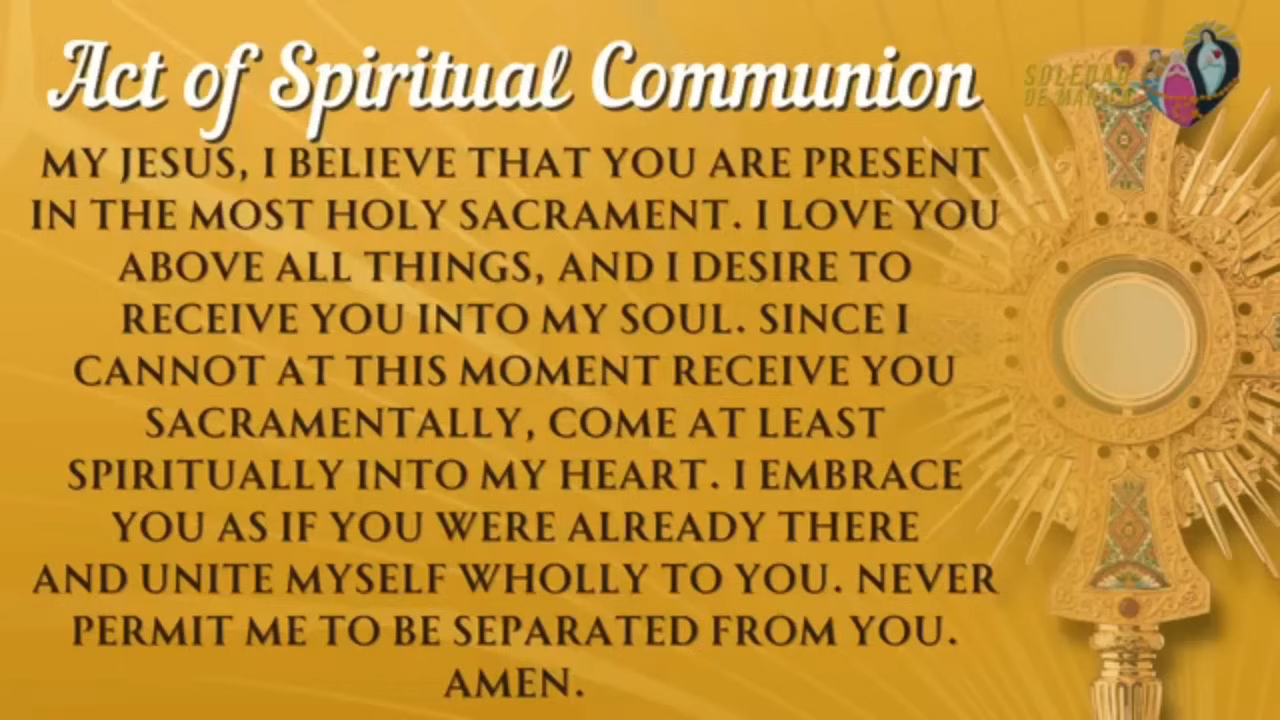 Act of Spiritual Communion
SOLEDAD
DE MANILA
MY JESUS, I BELIEVE THAT YOU ARE PRESENT
IN THE MOST HOLY SACRAMENT. I LOVE YOU
ABOVE ALL THINGS, AND I DESIRE TO
RECEIVE YOU INTO MY SOUL. SINCE I
CANNOT AT THIS MOMENT RECEIVE YOU
SACRAMENTALLY, COME AT LEAST
SPIRITUALLY INTO MY HEART. I EMBRACE
YOU AS IF YOU WERE ALREADY THERE
AND UNITE MYSELF WHOLLY TO YOU. NEVER
PERMIT ME TO BE SEPARATED FROM YOU.
AMEN.